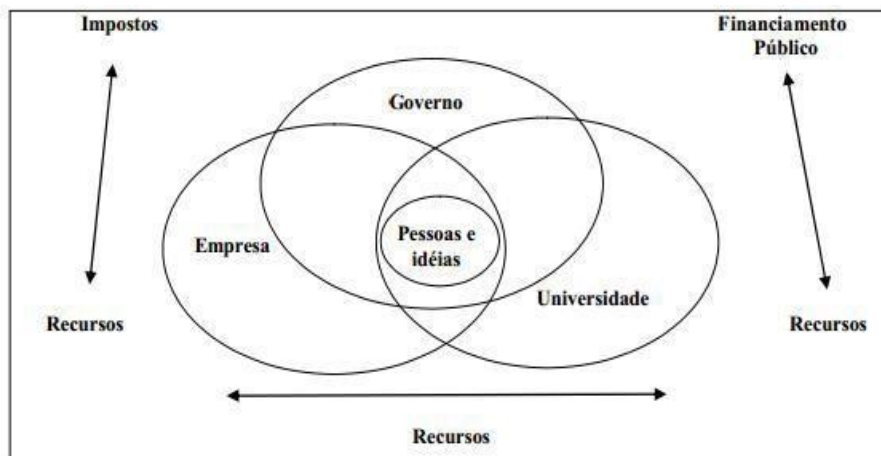 Impostos
Financiamento
Público
Governo
Empresa
Pessoas e
idéias
Universidade
Recursos
Recursos
Recursos